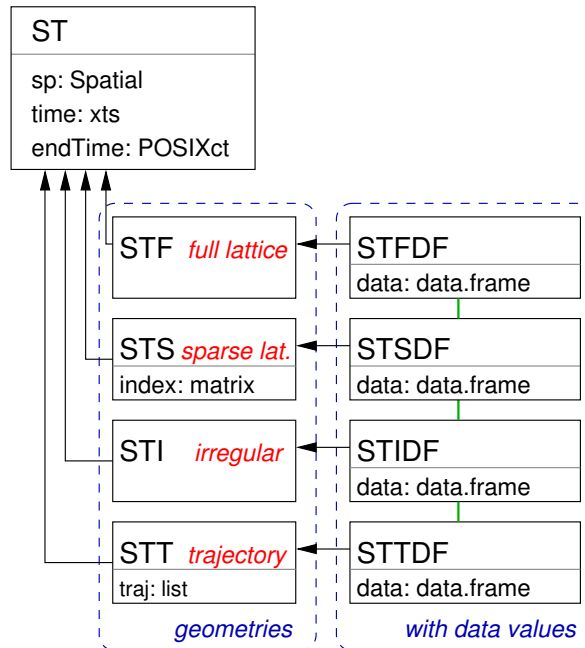 ST
sp: Spatial
time: xts
endTime: POSIXct
STF full lattice
STFDF
data: data.frame
STS sparse lat.
index: matrix
STSDF
data: data.frame
STI irregular
STIDF
data: data.frame
STT trajectory
traj: list
STTDF
data: data.frame
geometries
with data values